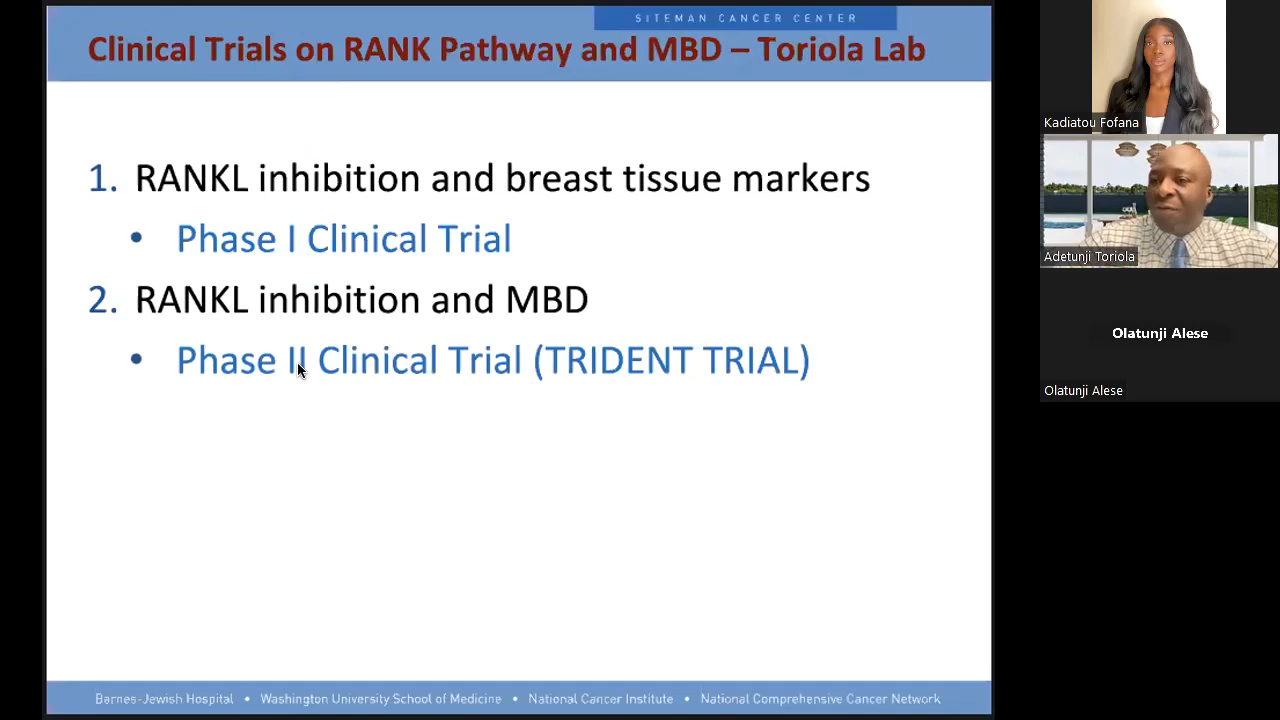 SITEMAN CANCER CENTER
Clinical Trials on RANK Pathway and MBD – Toriola Lab
1. RANKL inhibition and breast tissue markers
• Phase I Clinical Trial
2. RANKL inhibition and MBD
• Phase II Clinical Trial (TRIDENT TRIAL)
Barnes-Jewish Hospital • Washington University School of Medicine • National Cancer Institute • National Comprehensive Cancer Network
Kadiatou Fofana
Adetunji Toriola
Olatunji Alese
Olatunji Alese